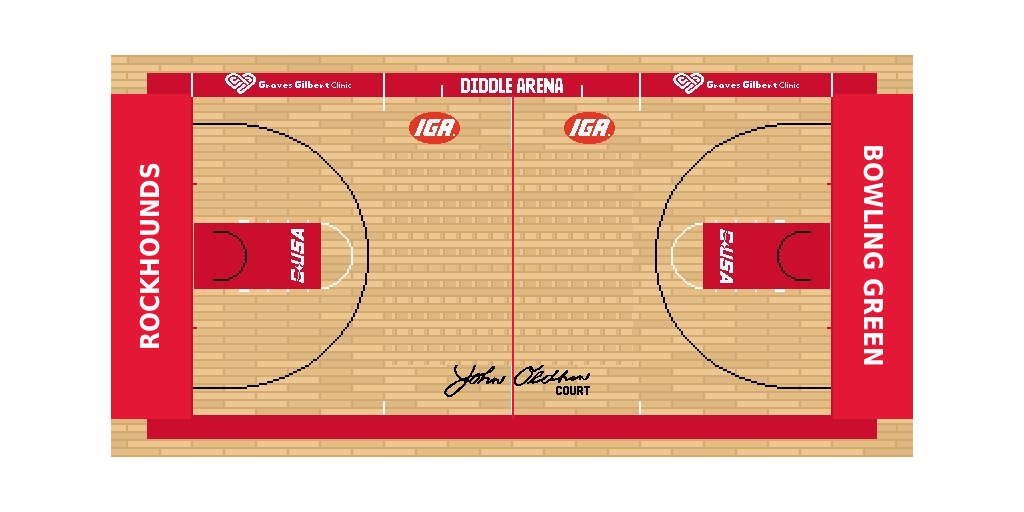 Graves Gilbert Clinic
DIDDLE ARENA
Graves Gilbert Clinic
IGA
IGA
ROCKHOUNDS
BOWLING GREEN
C-USA
C-USA
John Oldham
COURT